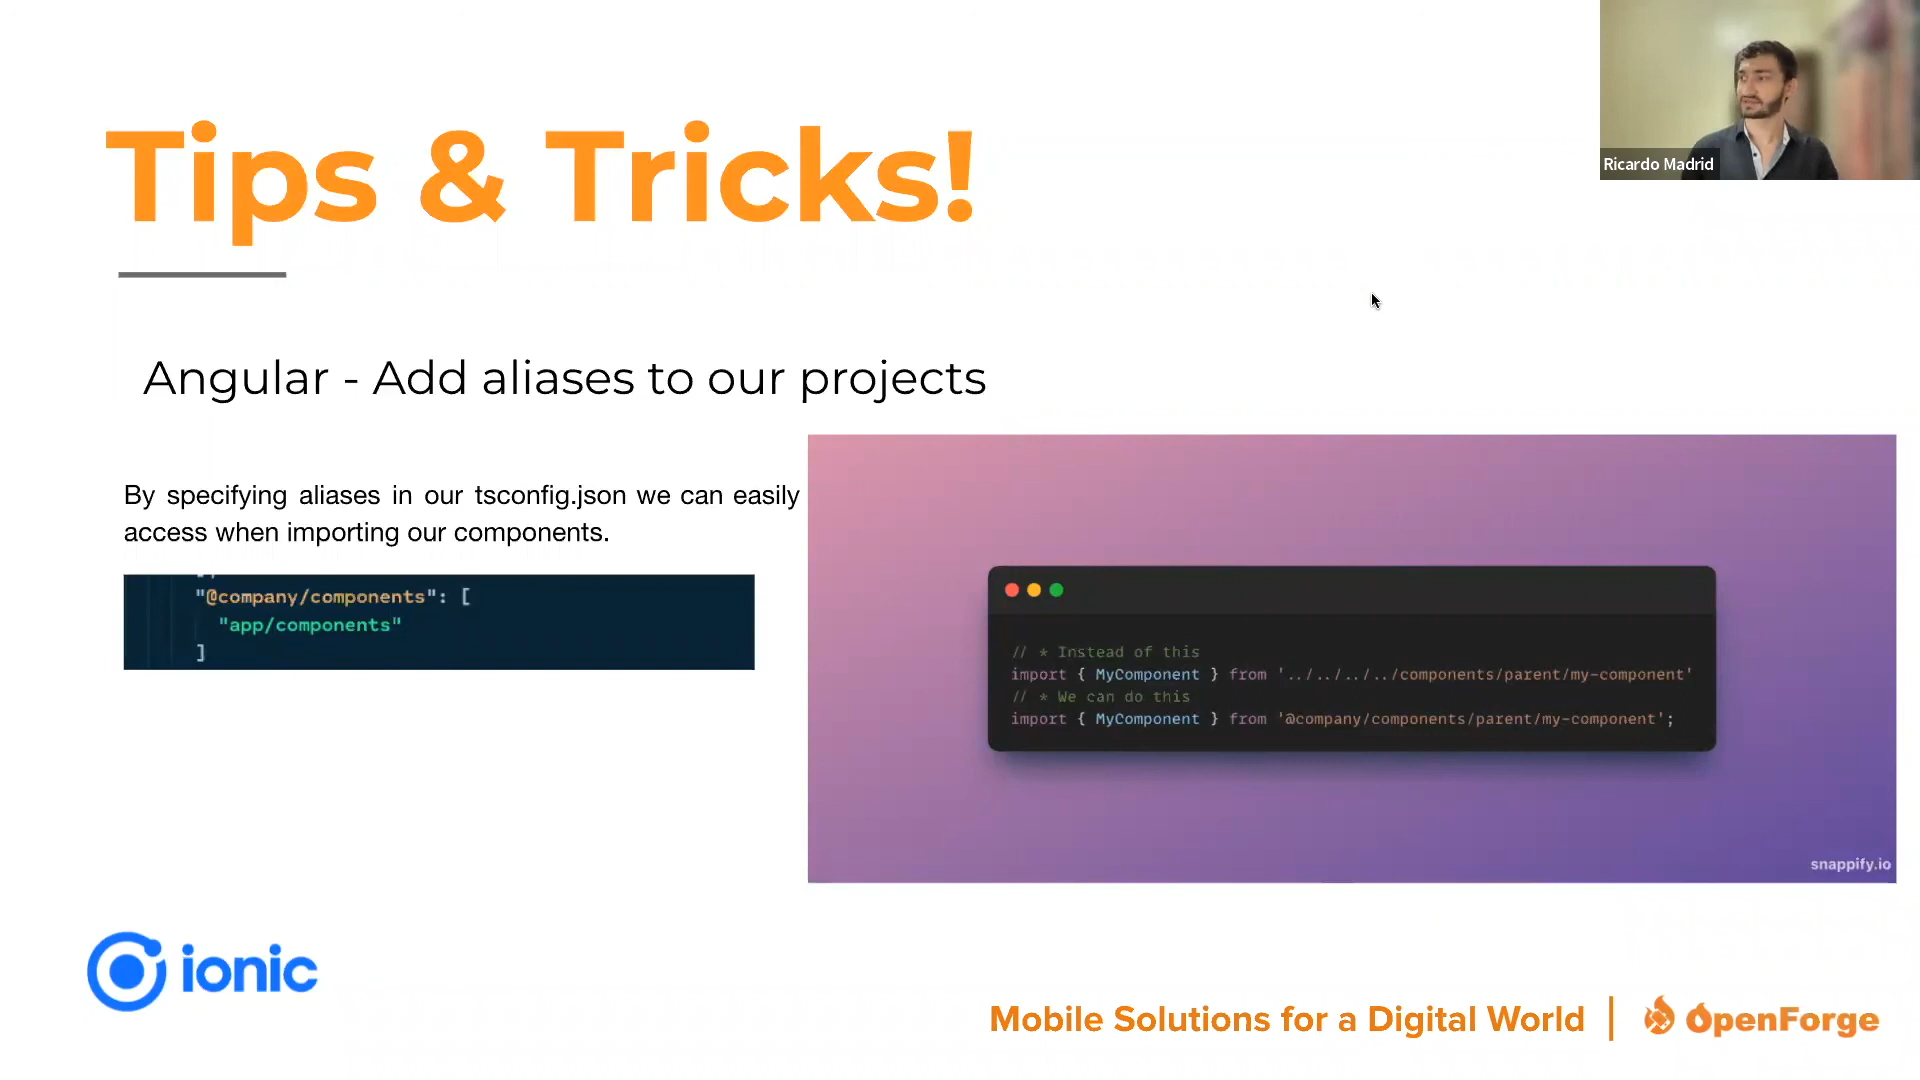 Ricardo Madrid
Tips & Tricks!
Angular - Add aliases to our projects
By specifying aliases in our tsconfig.json we can easily
access when importing our components.
"@company/components": [
"app/components"
]
// * Instead of this
import { MyComponent } from '../../../../components/parent/my-component'
// * We can do this
import { MyComponent } from '@company/components/parent/my-component';
snappify.io
ionic
Mobile Solutions for a Digital World | OpenForge